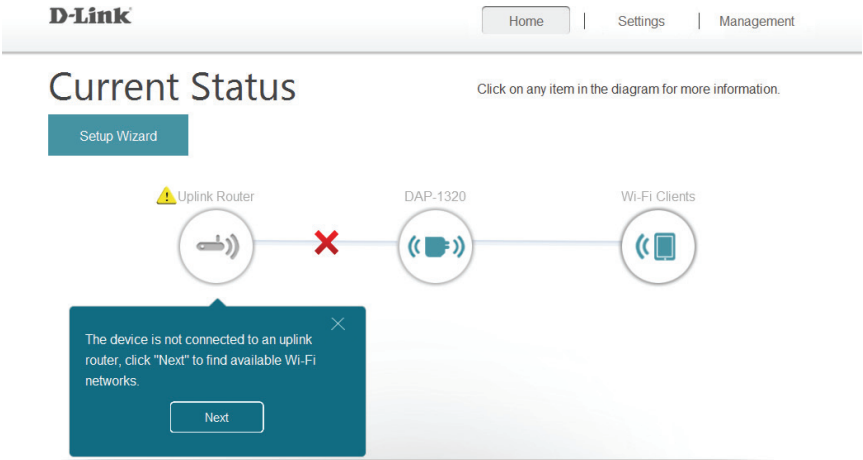 D-Link
Home | Settings | Management
Current Status
Click on any item in the diagram for more information.
Setup Wizard
Uplink Router
DAP-1320
Wi-Fi Clients
The device is not connected to an uplink
router, click "Next" to find available Wi-Fi
networks.
Next